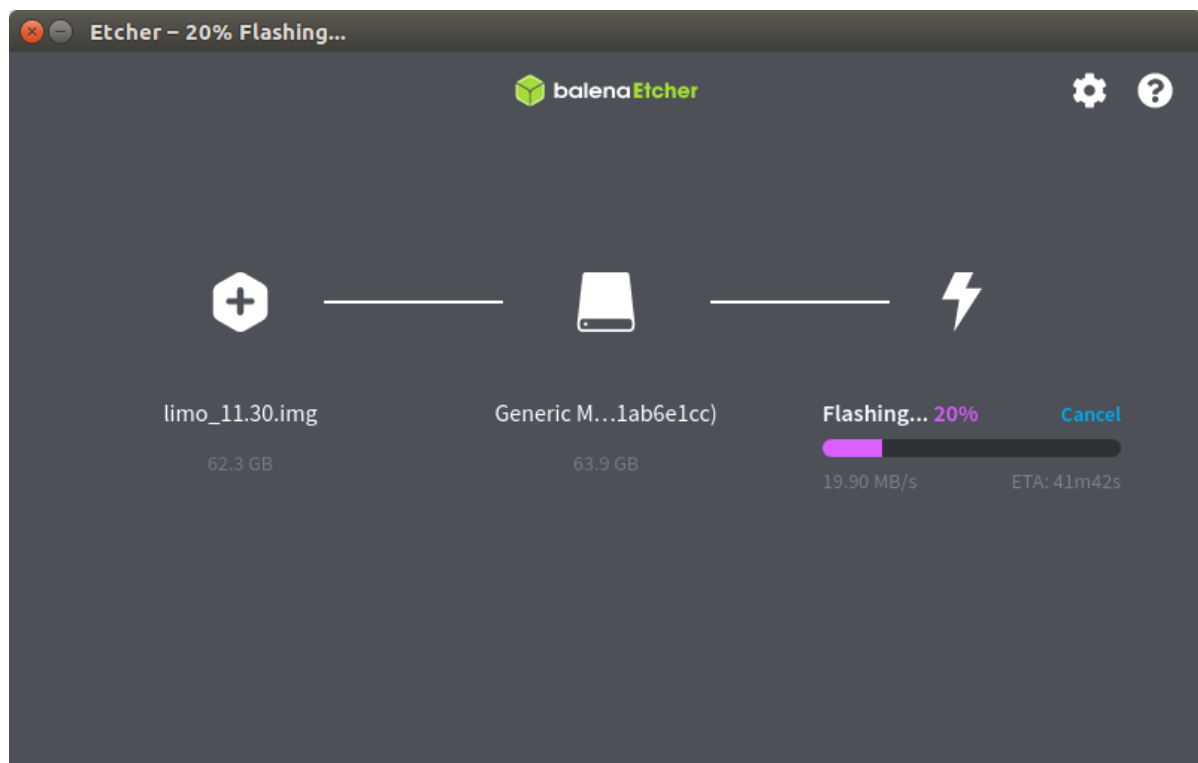 Etcher – 20% Flashing...
balenaEtcher
limo_11.30.img
62.3 GB
Generic M…1ab6e1cc)
63.9 GB
Flashing... 20%
Cancel
19.90 MB/s
ETA: 41m42s